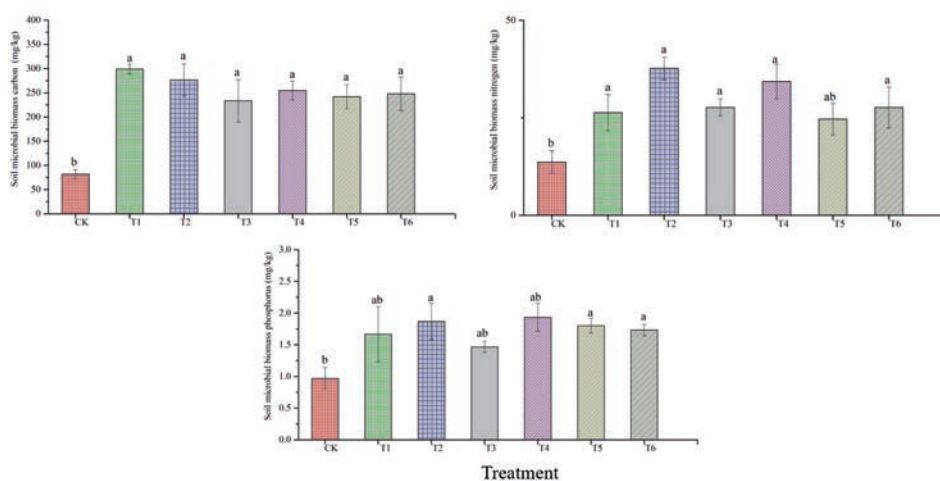 Soil microbial biomass carbon (mg/kg)
400
350
300
250
200
150
100
50
0
b
a
a
a
a
a
a
CK
T1
T2
T3
T4
T5
T6
Soil microbial biomass nitrogen (mg/kg)
50
0
b
a
a
a
a
ab
a
CK
T1
T2
T3
T4
T5
T6
Soil microbial biomass phosphorus (mg/kg)
3.0
2.5
2.0
1.5
1.0
0.5
0.0
b
ab
a
ab
ab
a
a
CK
T1
T2
T3
T4
T5
T6
Treatment